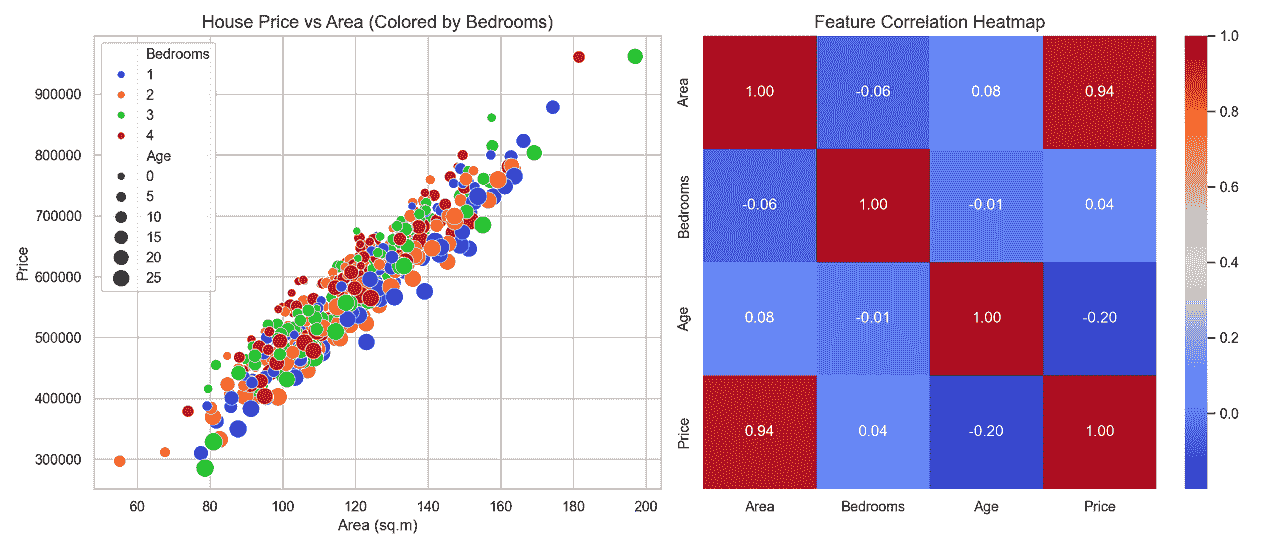 House Price vs Area (Colored by Bedrooms)
Price
900000
800000
700000
600000
500000
400000
300000
Bedrooms
1
2
3
4
Age
0
5
10
15
20
25
60 80 100 120 140 160 180 200
Area (sq.m)
Feature Correlation Heatmap
Area
Bedrooms
Age
Price
1.00 -0.06 0.08 0.94
-0.06 1.00 -0.01 0.04
0.08 -0.01 1.00 -0.20
0.94 0.04 -0.20 1.00
Area Bedrooms Age Price
1.0
0.8
0.6
0.4
0.2
0.0